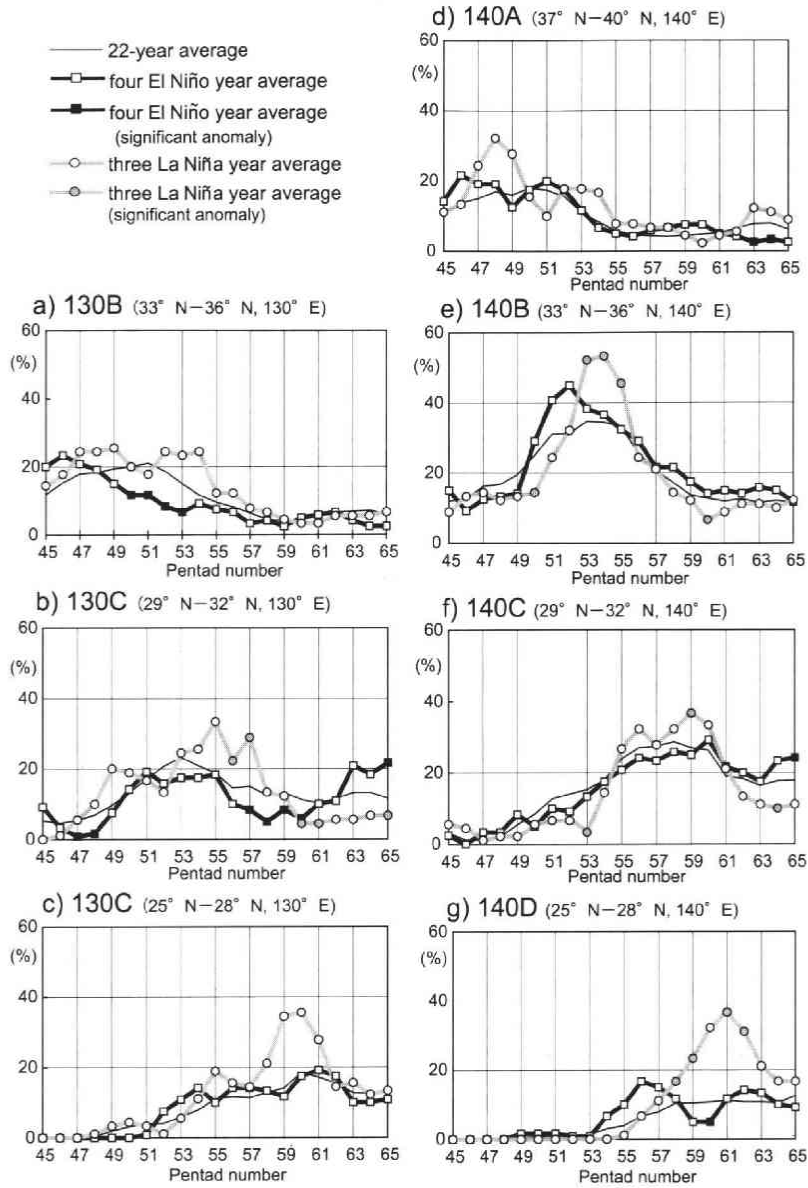 22-year average
four El Niño year average
four El Niño year average
(significant anomaly)
three La Niña year average
three La Niña year average
(significant anomaly)
d) 140A (37° N−40° N, 140° E)
60
(%)
40
20
0
45 47 49 51 53 55 57 59 61 63 65
Pentad number
a) 130B (33° N−36° N, 130° E)
60
(%)
40
20
0
45 47 49 51 53 55 57 59 61 63 65
Pentad number
e) 140B (33° N−36° N, 140° E)
60
(%)
40
20
0
45 47 49 51 53 55 57 59 61 63 65
Pentad number
b) 130C (29° N−32° N, 130° E)
60
(%)
40
20
0
45 47 49 51 53 55 57 59 61 63 65
Pentad number
f) 140C (29° N−32° N, 140° E)
60
(%)
40
20
0
45 47 49 51 53 55 57 59 61 63 65
Pentad number
c) 130C (25° N−28° N, 130° E)
60
(%)
40
20
0
45 47 49 51 53 55 57 59 61 63 65
Pentad number
g) 140D (25° N−28° N, 140° E)
60
(%)
40
20
0
45 47 49 51 53 55 57 59 61 63 65
Pentad number